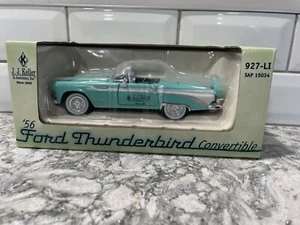 J. J. Keller
& Associates, Inc.
Since 1953
927-LI
SAP 15034
'56
Ford Thunderbird Convertible